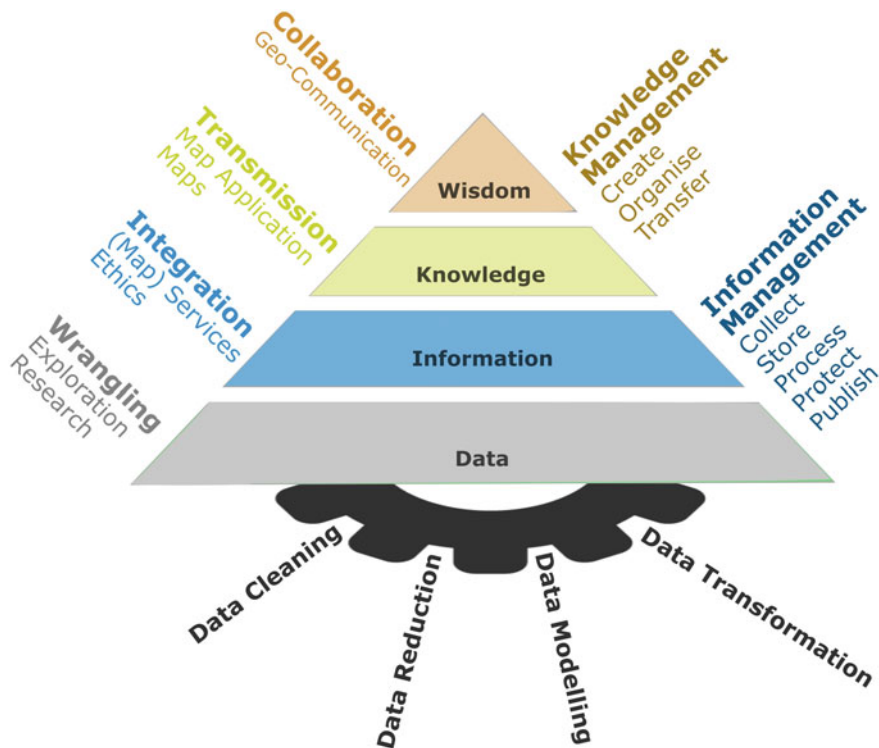 Collaboration
Geo-Communication
Transmission
Map Application
Maps
Integration
(Map) Services
Ethics
Wrangling
Exploration
Research
Wisdom
Knowledge
Information
Data
Knowledge
Management
Create
Organise
Transfer
Information
Management
Collect
Store
Process
Protect
Publish
Data Cleaning
Data Reduction
Data Modelling
Data Transformation